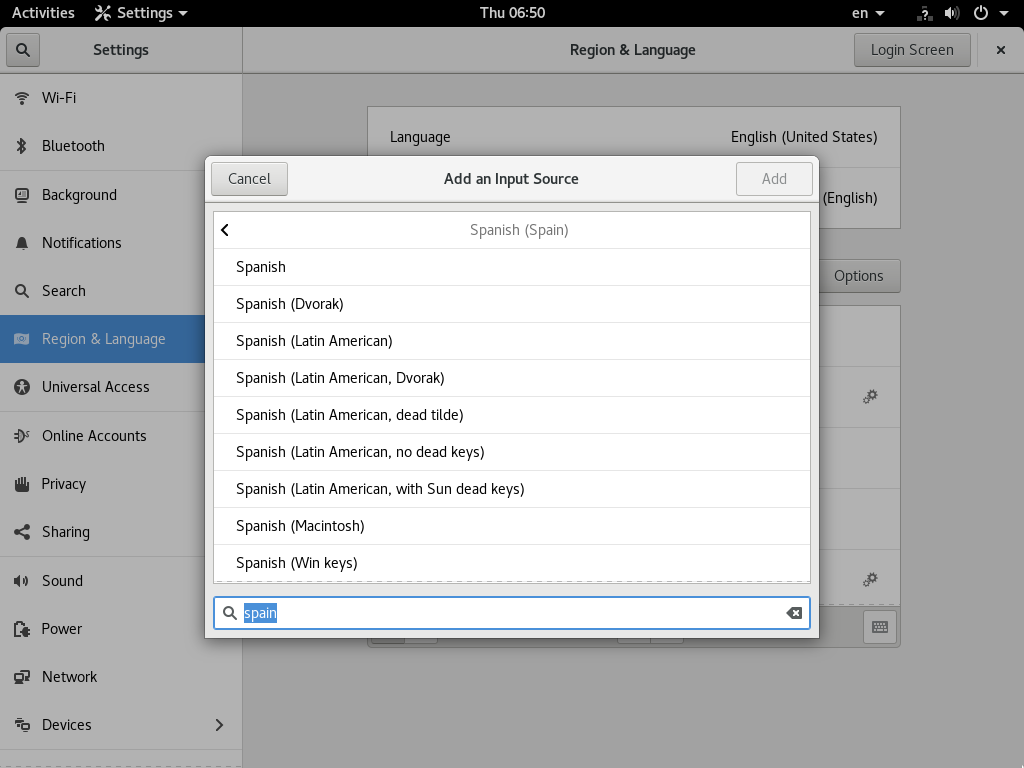 Activities Settings Thu 06:50 en
Settings Region & Language Login Screen
Wi-Fi
Bluetooth
Background
Notifications
Search
Region & Language
Universal Access
Online Accounts
Privacy
Sharing
Sound
Power
Network
Devices
Language English (United States)
(English)
Options
Cancel Add an Input Source Add
Spanish (Spain)
Spanish
Spanish (Dvorak)
Spanish (Latin American)
Spanish (Latin American, Dvorak)
Spanish (Latin American, dead tilde)
Spanish (Latin American, no dead keys)
Spanish (Latin American, with Sun dead keys)
Spanish (Macintosh)
Spanish (Win keys)
spain